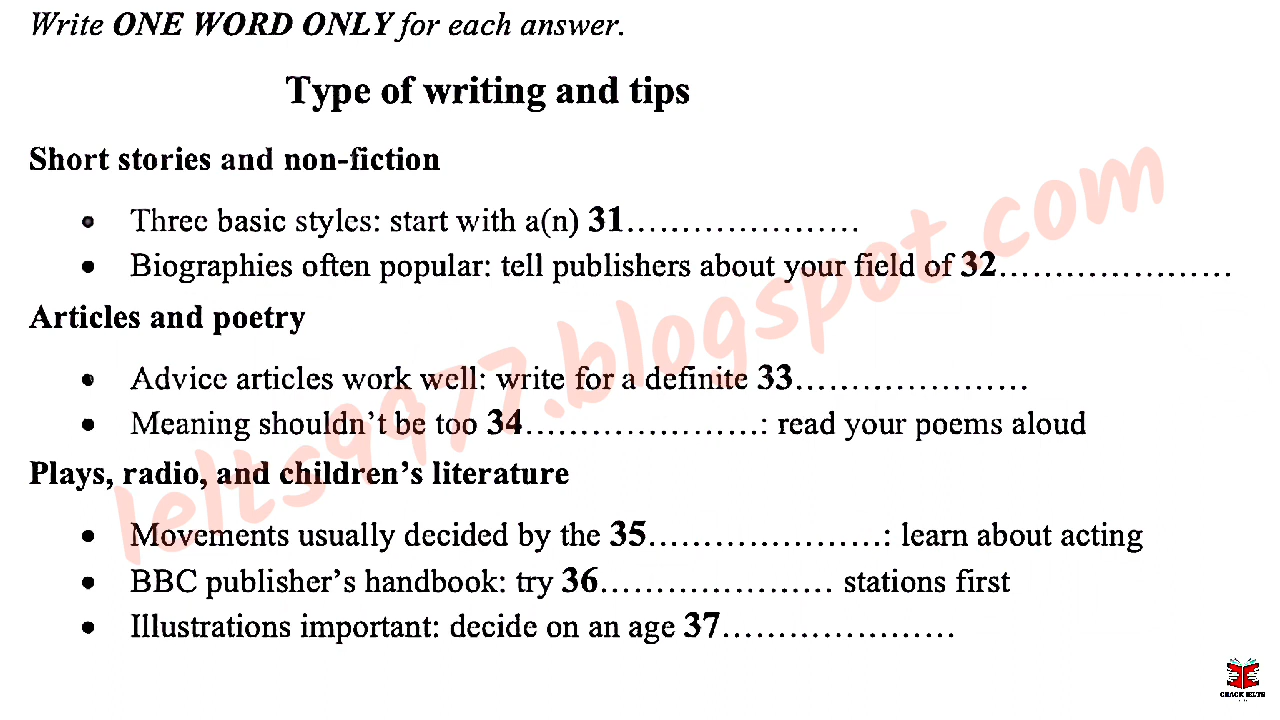 Write ONE WORD ONLY for each answer.
Type of writing and tips
Short stories and non-fiction
• Three basic styles: start with a(n) 31.....................
• Biographies often popular: tell publishers about your field of 32.....................
Articles and poetry
• Advice articles work well: write for a definite 33.....................
• Meaning shouldn't be too 34.....................: read your poems aloud
Plays, radio, and children's literature
• Movements usually decided by the 35.....................: learn about acting
• BBC publisher's handbook: try 36..................... stations first
• Illustrations important: decide on an age 37.....................
Ielts9977.blogspot.com
CRACK IELTS